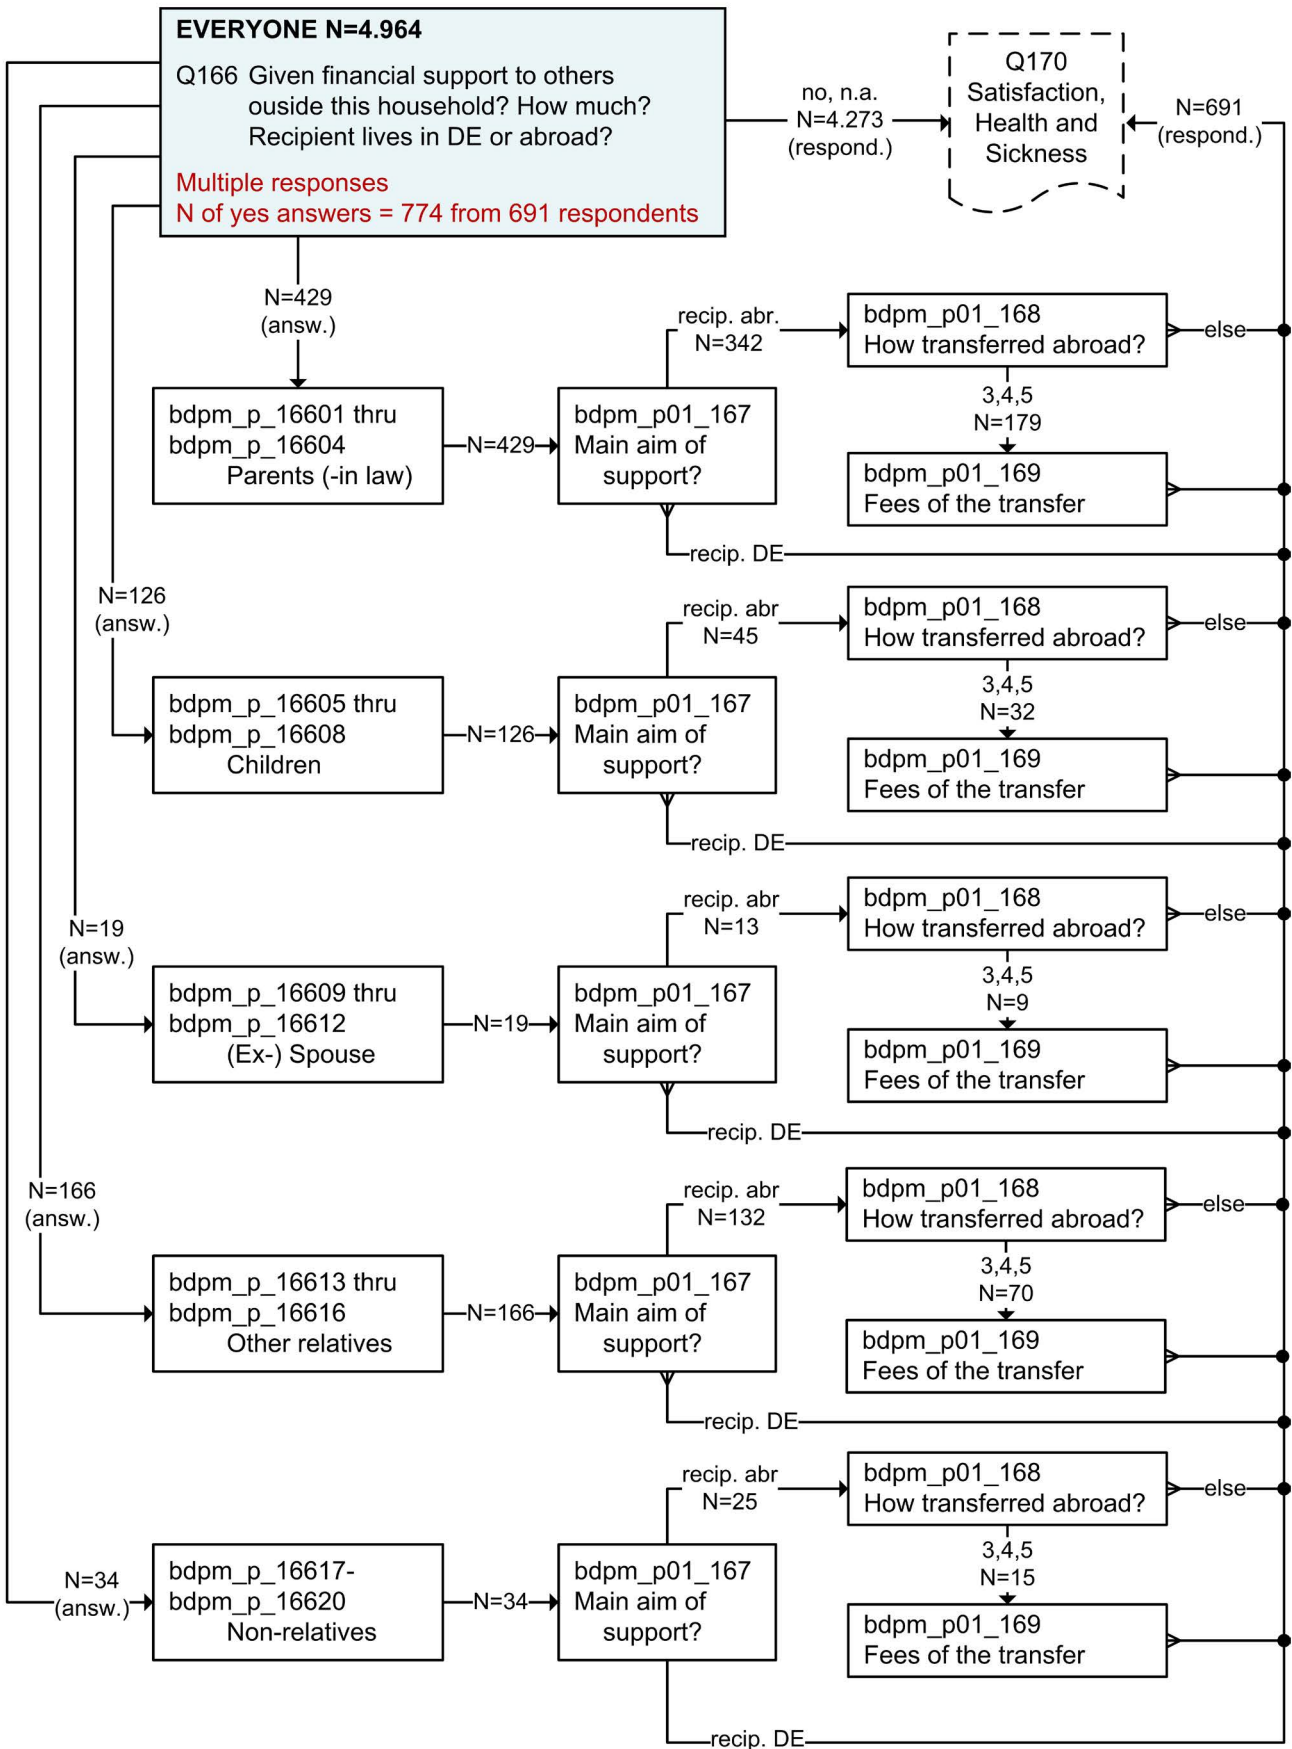 EVERYONE N=4.964
Q166 Given financial support to others
ouside this household? How much?
Recipient lives in DE or abroad?
Multiple responses
N of yes answers = 774 from 691 respondents
no, n.a.
N=4.273
(respond.)
Q170
Satisfaction,
Health and
Sickness
N=691
(respond.)
N=429
(answ.)
bdpm_p_16601 thru
bdpm_p_16604
Parents (-in law)
N=429
bdpm_p01_167
Main aim of
support?
recip. abr.
N=342
bdpm_p01_168
How transferred abroad?
else
3,4,5
N=179
bdpm_p01_169
Fees of the transfer
recip. DE
N=126
(answ.)
bdpm_p_16605 thru
bdpm_p_16608
Children
N=126
bdpm_p01_167
Main aim of
support?
recip. abr
N=45
bdpm_p01_168
How transferred abroad?
else
3,4,5
N=32
bdpm_p01_169
Fees of the transfer
recip. DE
N=19
(answ.)
bdpm_p_16609 thru
bdpm_p_16612
(Ex-) Spouse
N=19
bdpm_p01_167
Main aim of
support?
recip. abr
N=13
bdpm_p01_168
How transferred abroad?
else
3,4,5
N=9
bdpm_p01_169
Fees of the transfer
recip. DE
N=166
(answ.)
bdpm_p_16613 thru
bdpm_p_16616
Other relatives
N=166
bdpm_p01_167
Main aim of
support?
recip. abr
N=132
bdpm_p01_168
How transferred abroad?
else
3,4,5
N=70
bdpm_p01_169
Fees of the transfer
recip. DE
N=34
(answ.)
bdpm_p_16617-
bdpm_p_16620
Non-relatives
N=34
bdpm_p01_167
Main aim of
support?
recip. abr
N=25
bdpm_p01_168
How transferred abroad?
else
3,4,5
N=15
bdpm_p01_169
Fees of the transfer
recip. DE